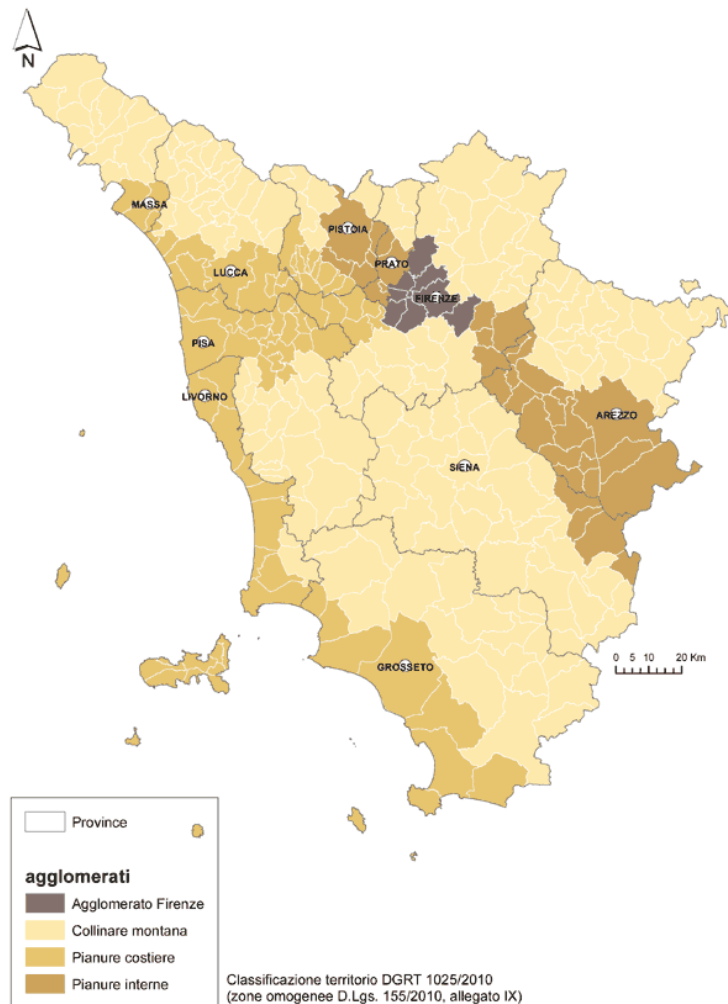 N
MASSA
PISTOIA
PRATO
LUCCA
FIRENZE
PISA
LIVORNO
AREZZO
SIENA
0 5 10 20 Km
GROSSETO
Province
agglomerati
Agglomerato Firenze
Collinare montana
Pianure costiere
Pianure interne
Classificazione territorio DGRT 1025/2010
(zone omogenee D.Lgs. 155/2010, allegato IX)